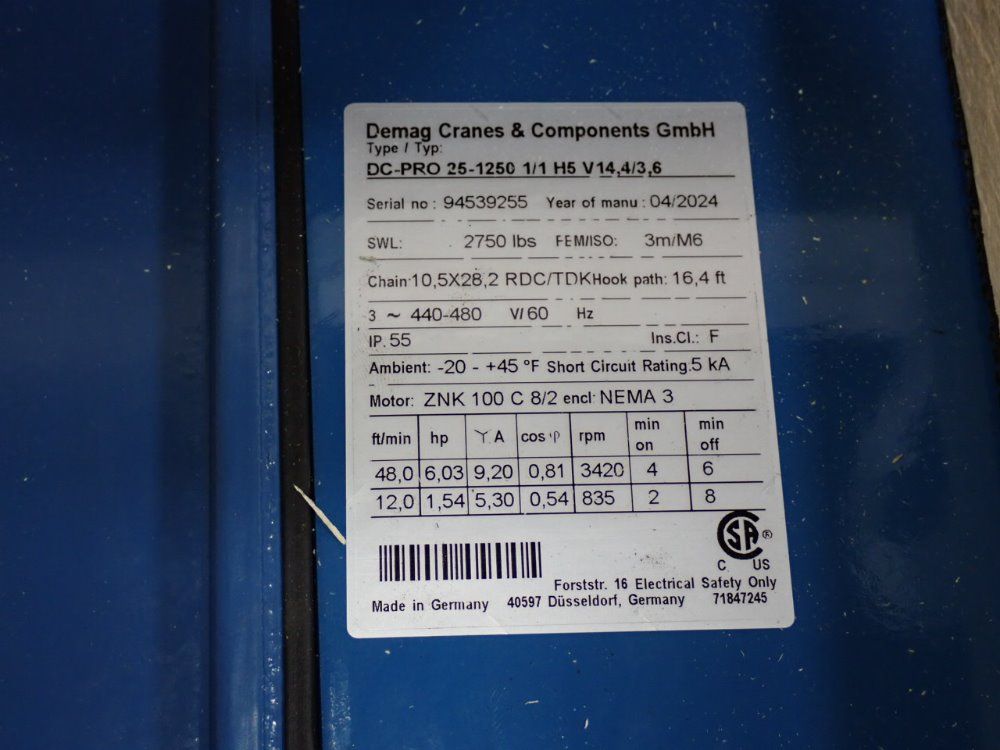 Demag Cranes & Components GmbH
Type / Typ:
DC-PRO 25-1250 1/1 H5 V14,4/3,6
Serial no : 94539255 Year of manu : 04/2024
SWL: 2750 lbs FEM/ISO: 3m/M6
Chain: 10,5X28,2 RDC/TDK Hook path: 16,4 ft
3 ~ 440-480 V/ 60 Hz
IP. 55 Ins.Cl.: F
Ambient: -20 - +45 °F Short Circuit Rating: 5 kA
Motor: ZNK 100 C 8/2 encl: NEMA 3
ft/min hp Y A cos φ rpm min on min off
48,0 6,03 9,20 0,81 3420 4 6
12,0 1,54 5,30 0,54 835 2 8
CSA ®
C US
Forststr. 16 Electrical Safety Only
Made in Germany 40597 Düsseldorf, Germany 71847245